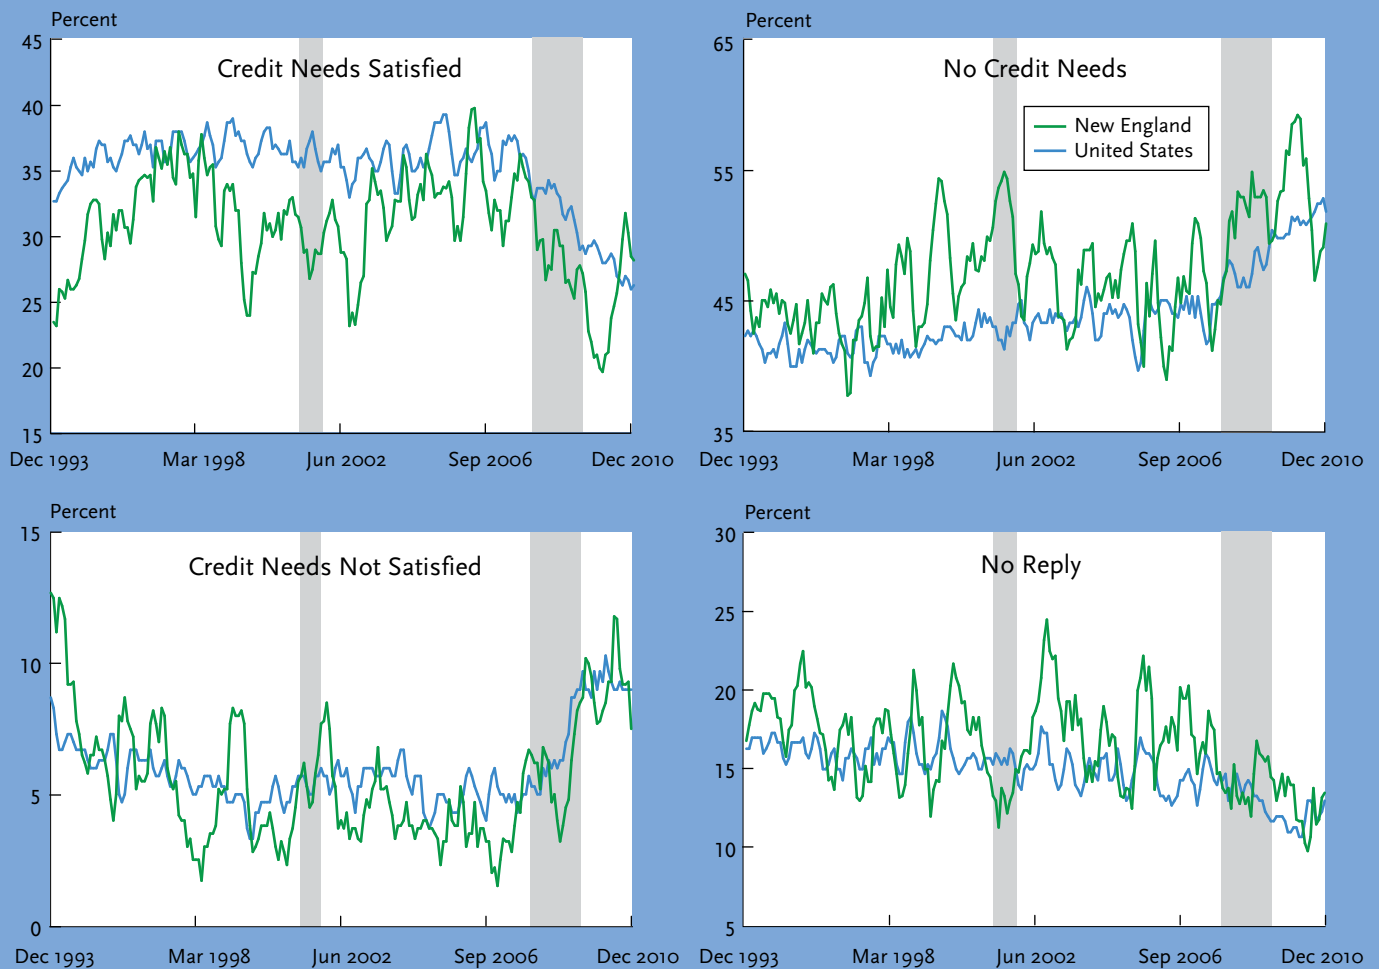 Percent
45
Credit Needs Satisfied
40
35
30
25
20
15
Dec 1993 Mar 1998 Jun 2002 Sep 2006 Dec 2010
Percent
65
No Credit Needs
New England
United States
55
45
35
Dec 1993 Mar 1998 Jun 2002 Sep 2006 Dec 2010
Percent
15
Credit Needs Not Satisfied
10
5
0
Dec 1993 Mar 1998 Jun 2002 Sep 2006 Dec 2010
Percent
30
No Reply
25
20
15
10
5
Dec 1993 Mar 1998 Jun 2002 Sep 2006 Dec 2010